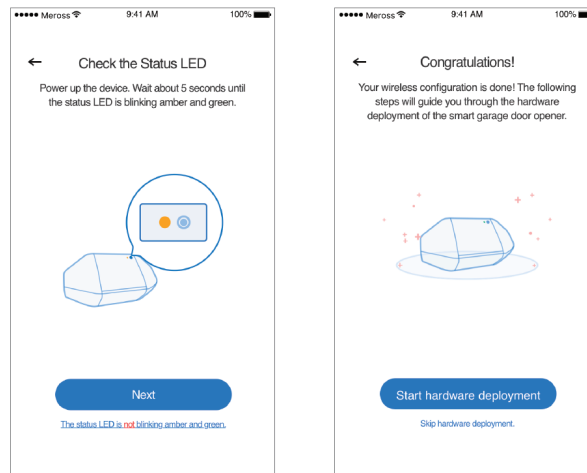 ●●●●● Meross 9:41 AM 100%
Check the Status LED
Power up the device. Wait about 5 seconds until
the status LED is blinking amber and green.
Next
The status LED is not blinking amber and green.
●●●●● Meross 9:41 AM 100%
Congratulations!
Your wireless configuration is done! The following
steps will guide you through the hardware
deployment of the smart garage door opener.
Start hardware deployment
Skip hardware deployment.